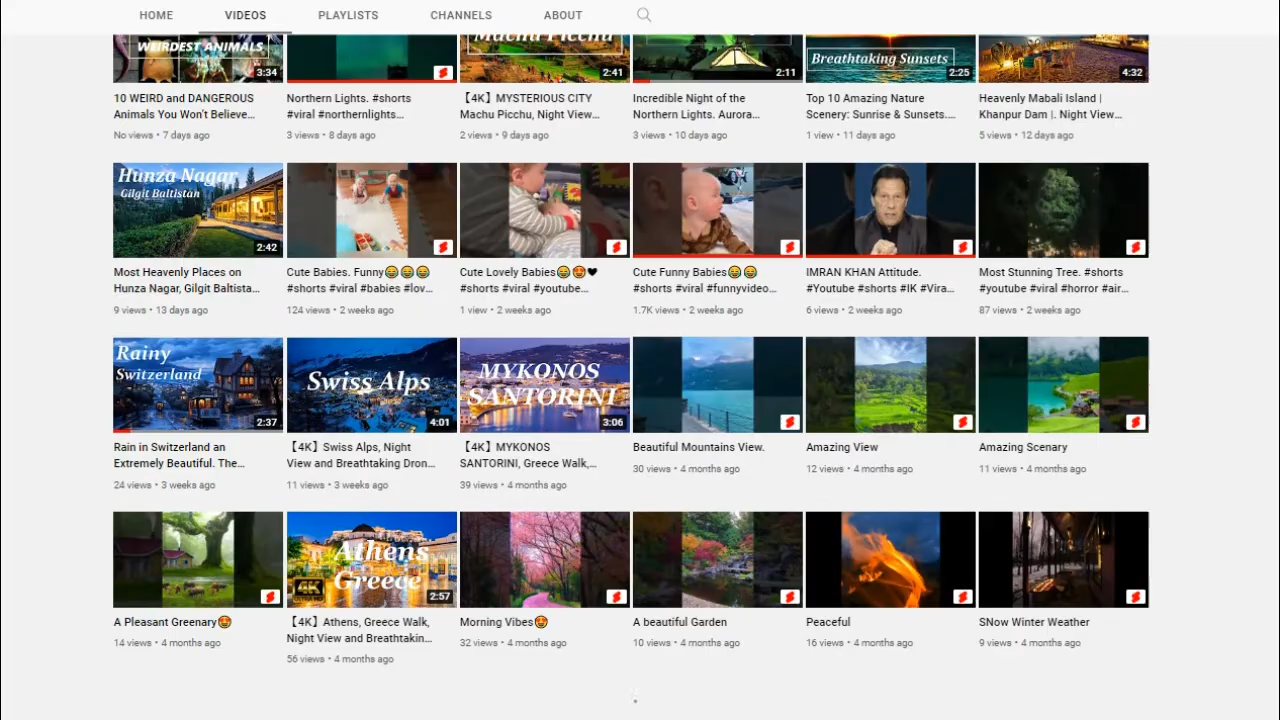 HOME VIDEOS PLAYLISTS CHANNELS ABOUT
WEIRDEST ANIMALS Machu Picchu Breathtaking Sunsets
3:34 2:41 2:11 2:25 4:32
10 WEIRD and DANGEROUS Northern Lights. #shorts 【4K】MYSTERIOUS CITY Incredible Night of the Top 10 Amazing Nature Heavenly Mabali Island |
Animals You Won't Believe... #viral #northernlights... Machu Picchu, Night View... Northern Lights. Aurora... Scenery: Sunrise & Sunsets.... Khanpur Dam |. Night View...
No views • 7 days ago 3 views • 8 days ago 2 views • 9 days ago 3 views • 10 days ago 1 view • 11 days ago 5 views • 12 days ago
Hunza Nagar
Gilgit Baltistan
2:42
Most Heavenly Places on Cute Babies. Funny😂😂😂 Cute Lovely Babies😂🤩🖤 Cute Funny Babies😂😂 IMRAN KHAN Attitude. Most Stunning Tree. #shorts
Hunza Nagar, Gilgit Baltista... #shorts #viral #babies #lov... #shorts #viral #youtube... #shorts #viral #funnyvideo... #Youtube #shorts #IK #Vira... #youtube #viral #horror #air...
9 views • 13 days ago 124 views • 2 weeks ago 1 view • 2 weeks ago 1.7K views • 2 weeks ago 6 views • 2 weeks ago 87 views • 2 weeks ago
Rainy Swiss Alps MYKONOS
Switzerland SANTORINI
2:37 4:01 3:06
Rain in Switzerland an 【4K】Swiss Alps, Night 【4K】MYKONOS Beautiful Mountains View. Amazing View Amazing Scenary
Extremely Beautiful. The... View and Breathtaking Dron... SANTORINI, Greece Walk,... 30 views • 4 months ago 12 views • 4 months ago 11 views • 4 months ago
24 views • 3 weeks ago 11 views • 3 weeks ago 39 views • 4 months ago
Athens
Greece
4K
2:57
A Pleasant Greenary🤩 【4K】Athens, Greece Walk, Morning Vibes🤩 A beautiful Garden Peaceful SNow Winter Weather
14 views • 4 months ago Night View and Breathtakin... 32 views • 4 months ago 10 views • 4 months ago 16 views • 4 months ago 9 views • 4 months ago
56 views • 4 months ago